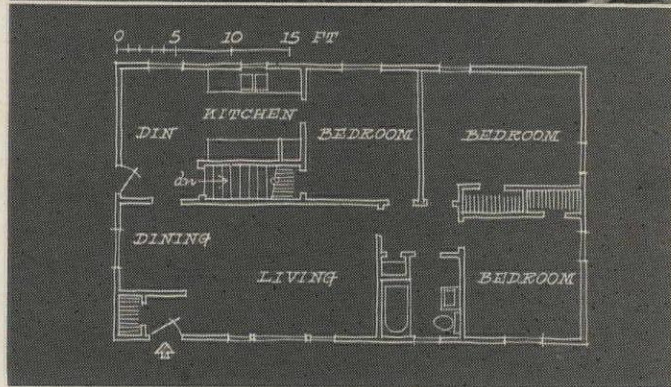 0 5 10 15 FT
KITCHEN
DIN
BEDROOM
BEDROOM
dn
DINING
LIVING
BEDROOM